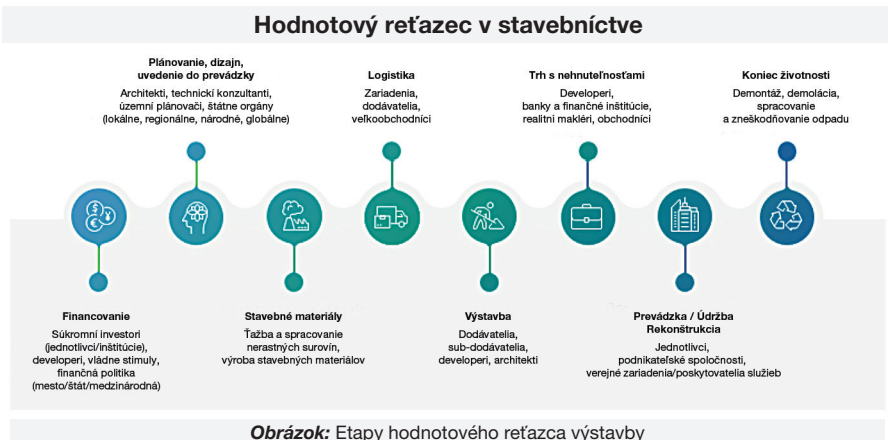 Hodnotový reťazec v stavebníctve
Plánovanie, dizajn,
uvedenie do prevádzky
Architekti, technickí konzultanti,
územní plánovači, štátne orgány
(lokálne, regionálne, národné, globálne)
Logistika
Zariadenia,
dodávatelia,
veľkoobchodníci
Trh s nehnuteľnosťami
Developeri,
banky a finančné inštitúcie,
realitní makléri, obchodníci
Koniec životnosti
Demontáž, demolácia,
spracovanie
a zneškodňovanie odpadu
Financovanie
Súkromní investori
(jednotlivci/inštitúcie),
developeri, vládne stimuly,
finančná politika
(mesto/štát/medzinárodná)
Stavebné materiály
Ťažba a spracovanie
nerastných surovín,
výroba stavebných materiálov
Výstavba
Dodávatelia,
sub-dodávatelia,
developeri, architekti
Prevádzka / Údržba
Rekonštrukcia
Jednotlivci,
podnikateľské spoločnosti,
verejné zariadenia/poskytovatelia služieb
Obrázok: Etapy hodnotového reťazca výstavby